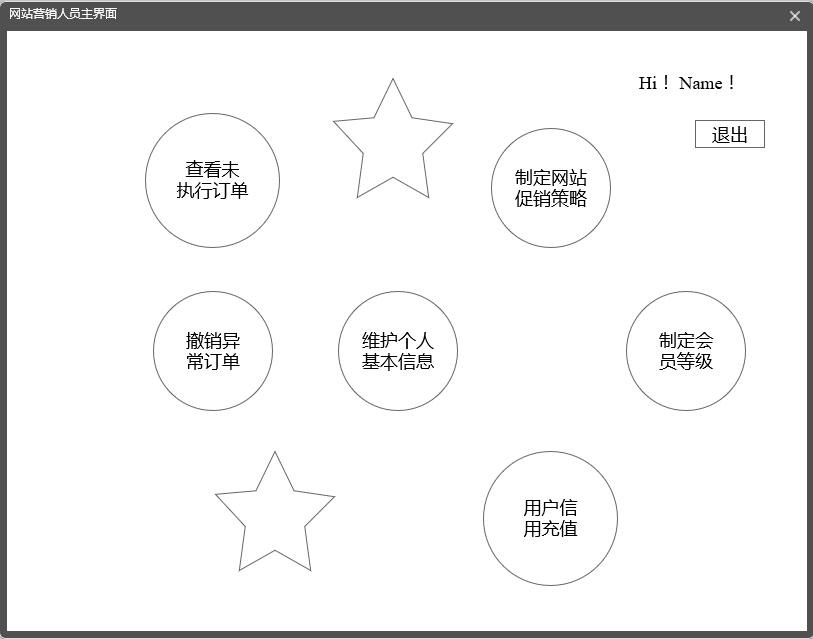 网站营销人员主界面
Hi！ Name！
退出
查看未
执行订单
制定网站
促销策略
撤销异
常订单
维护个人
基本信息
制定会
员等级
用户信
用充值